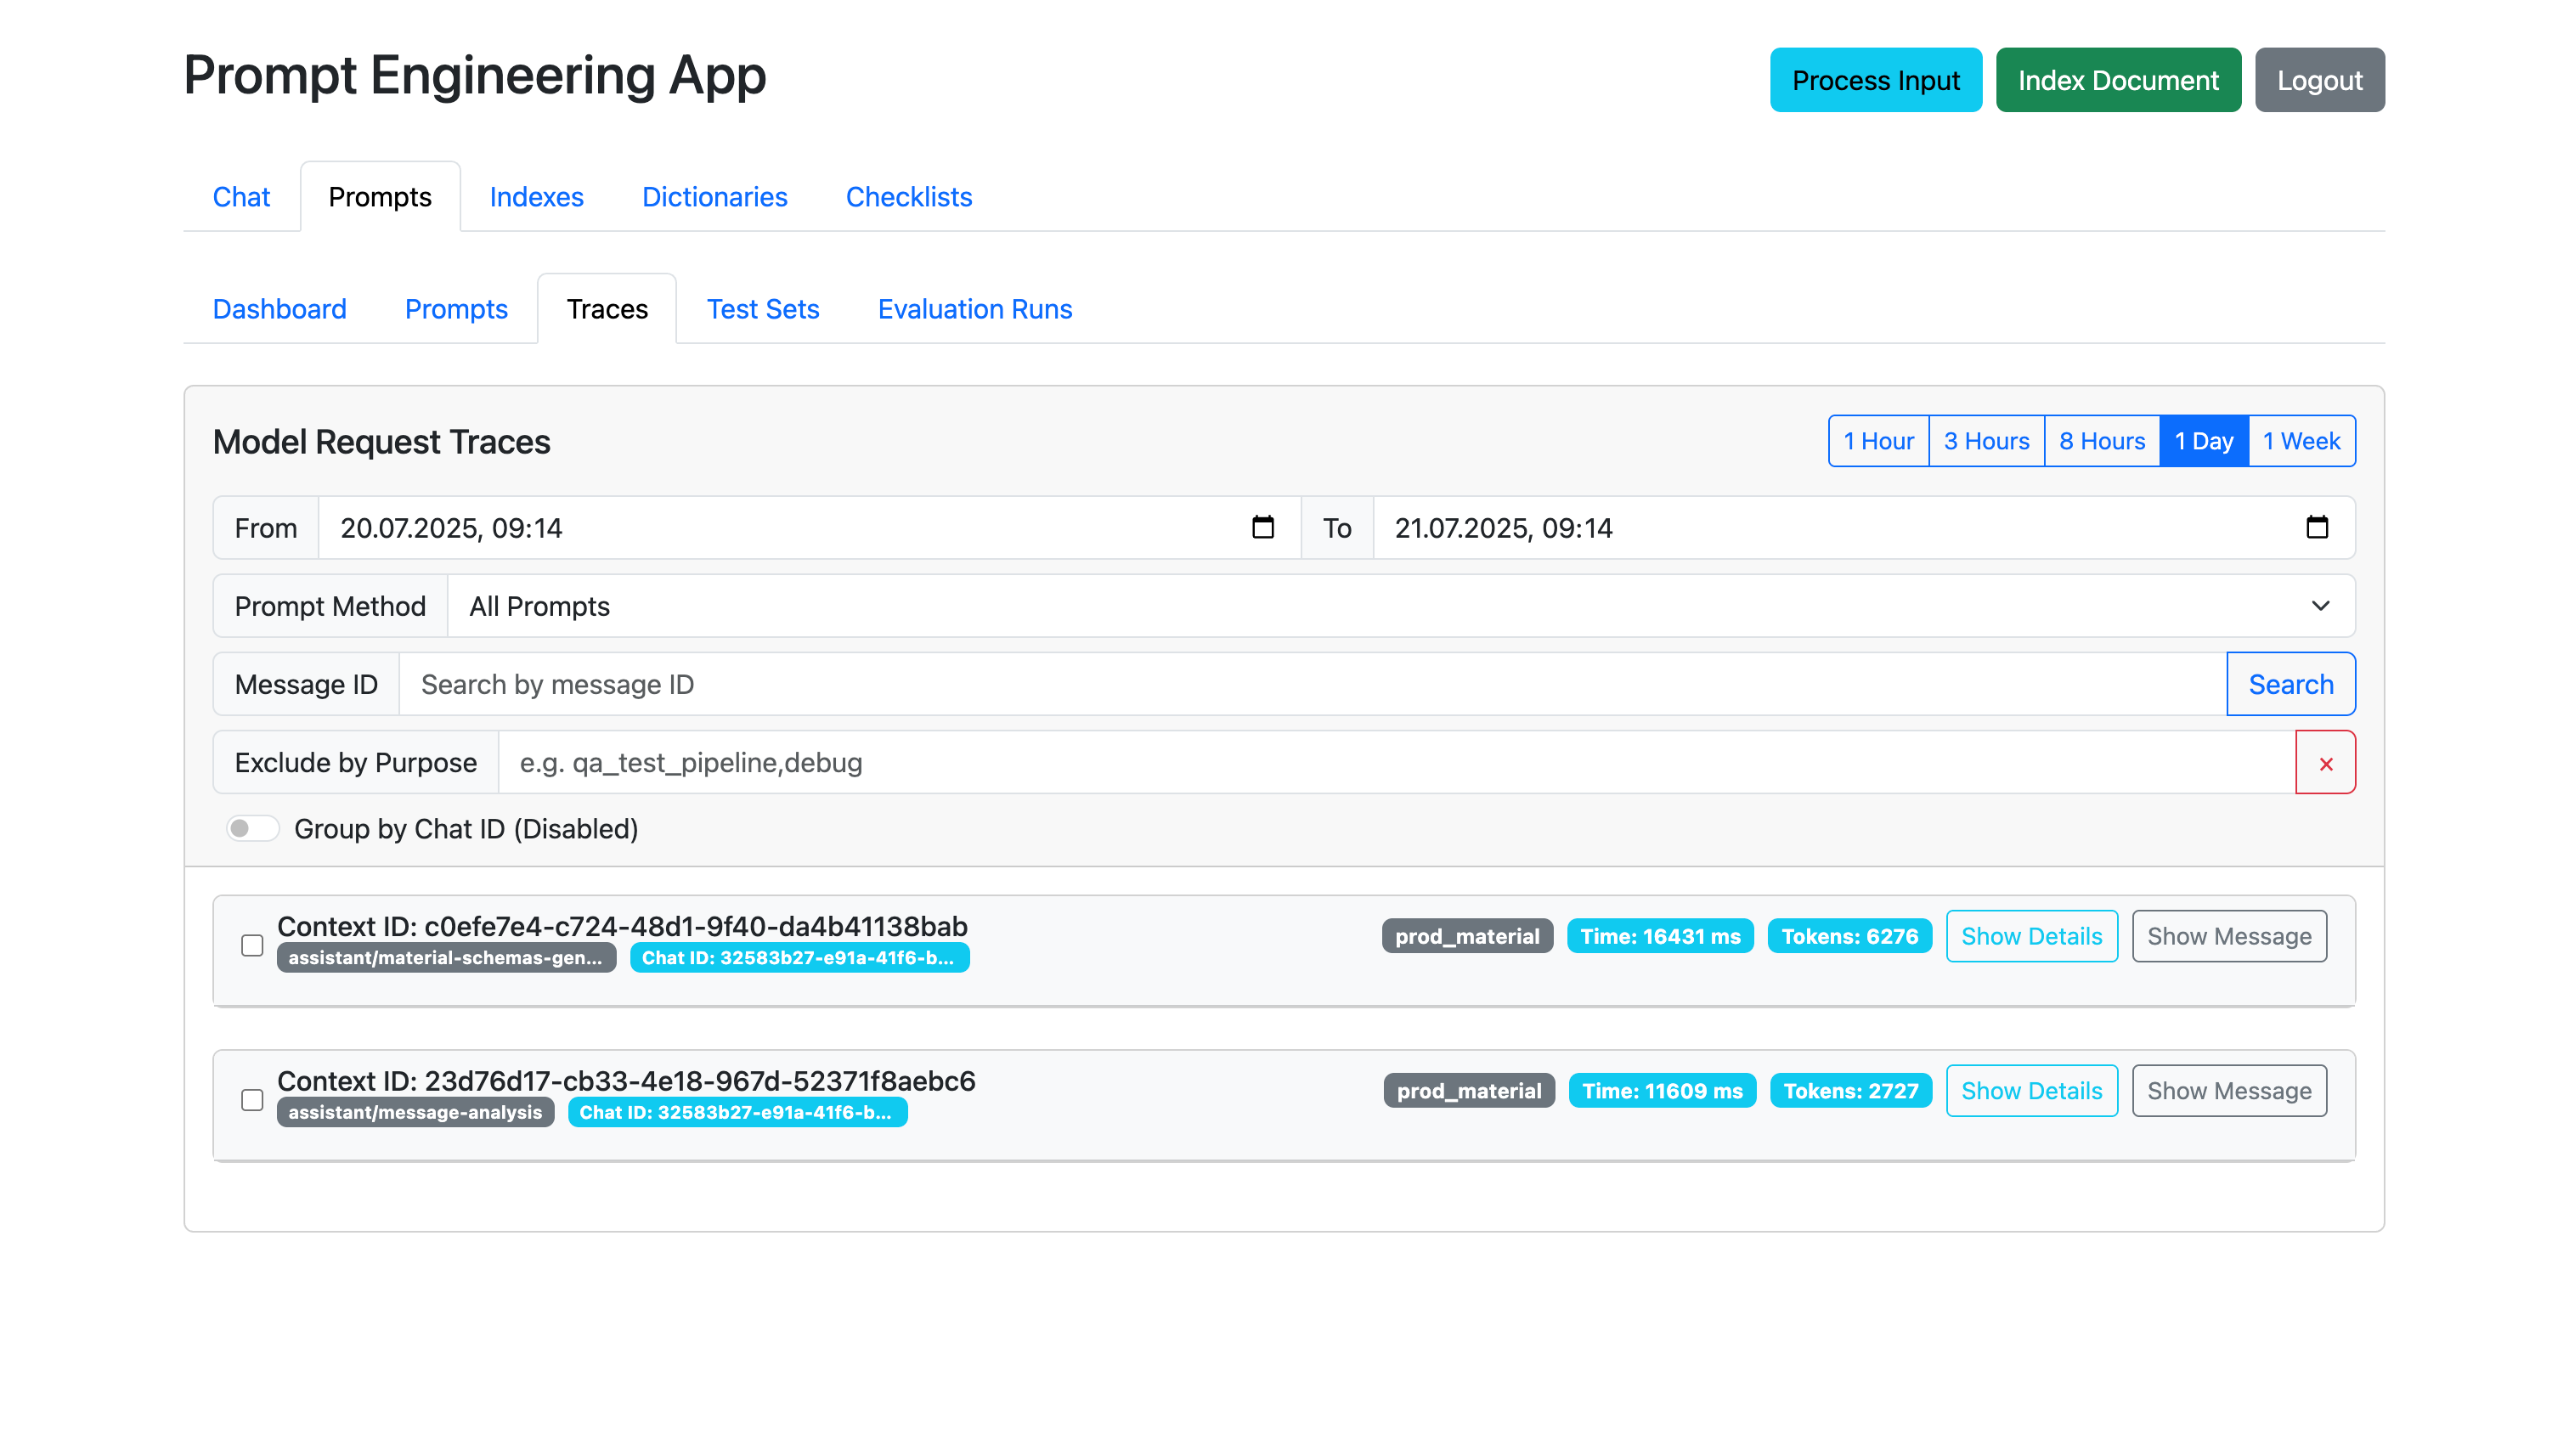 Prompt Engineering App
Process Input
Index Document
Logout
Chat
Prompts
Indexes
Dictionaries
Checklists
Dashboard
Prompts
Traces
Test Sets
Evaluation Runs
Model Request Traces
1 Hour
3 Hours
8 Hours
1 Day
1 Week
From
20.07.2025, 09:14
To
21.07.2025, 09:14
Prompt Method
All Prompts
Message ID
Search by message ID
Search
Exclude by Purpose
e.g. qa_test_pipeline,debug
×
Group by Chat ID (Disabled)
Context ID: c0efe7e4-c724-48d1-9f40-da4b41138bab
assistant/material-schemas-gen...
Chat ID: 32583b27-e91a-41f6-b...
prod_material
Time: 16431 ms
Tokens: 6276
Show Details
Show Message
Context ID: 23d76d17-cb33-4e18-967d-52371f8aebc6
assistant/message-analysis
Chat ID: 32583b27-e91a-41f6-b...
prod_material
Time: 11609 ms
Tokens: 2727
Show Details
Show Message